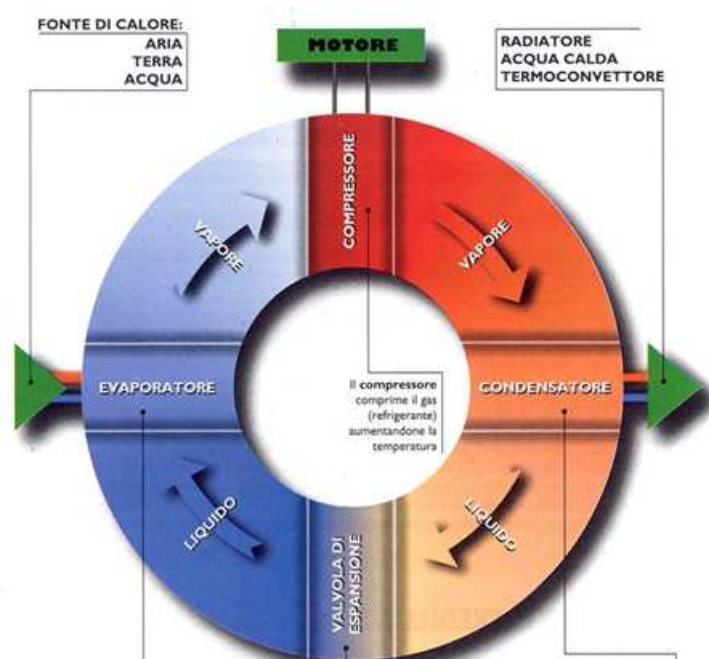 FONTE DI CALORE:
ARIA
TERRA
ACQUA
MOTORE
RADIATORE
ACQUA CALDA
TERMOCONVETTORE
COMPRESSORE
VAPORE
VAPORE
EVAPORATORE
Il compressore
comprime il gas
(refrigerante)
aumentandone la
temperatura
CONDENSATORE
LIQUIDO
VALVOLA DI
ESPANSIONE
LIQUIDO